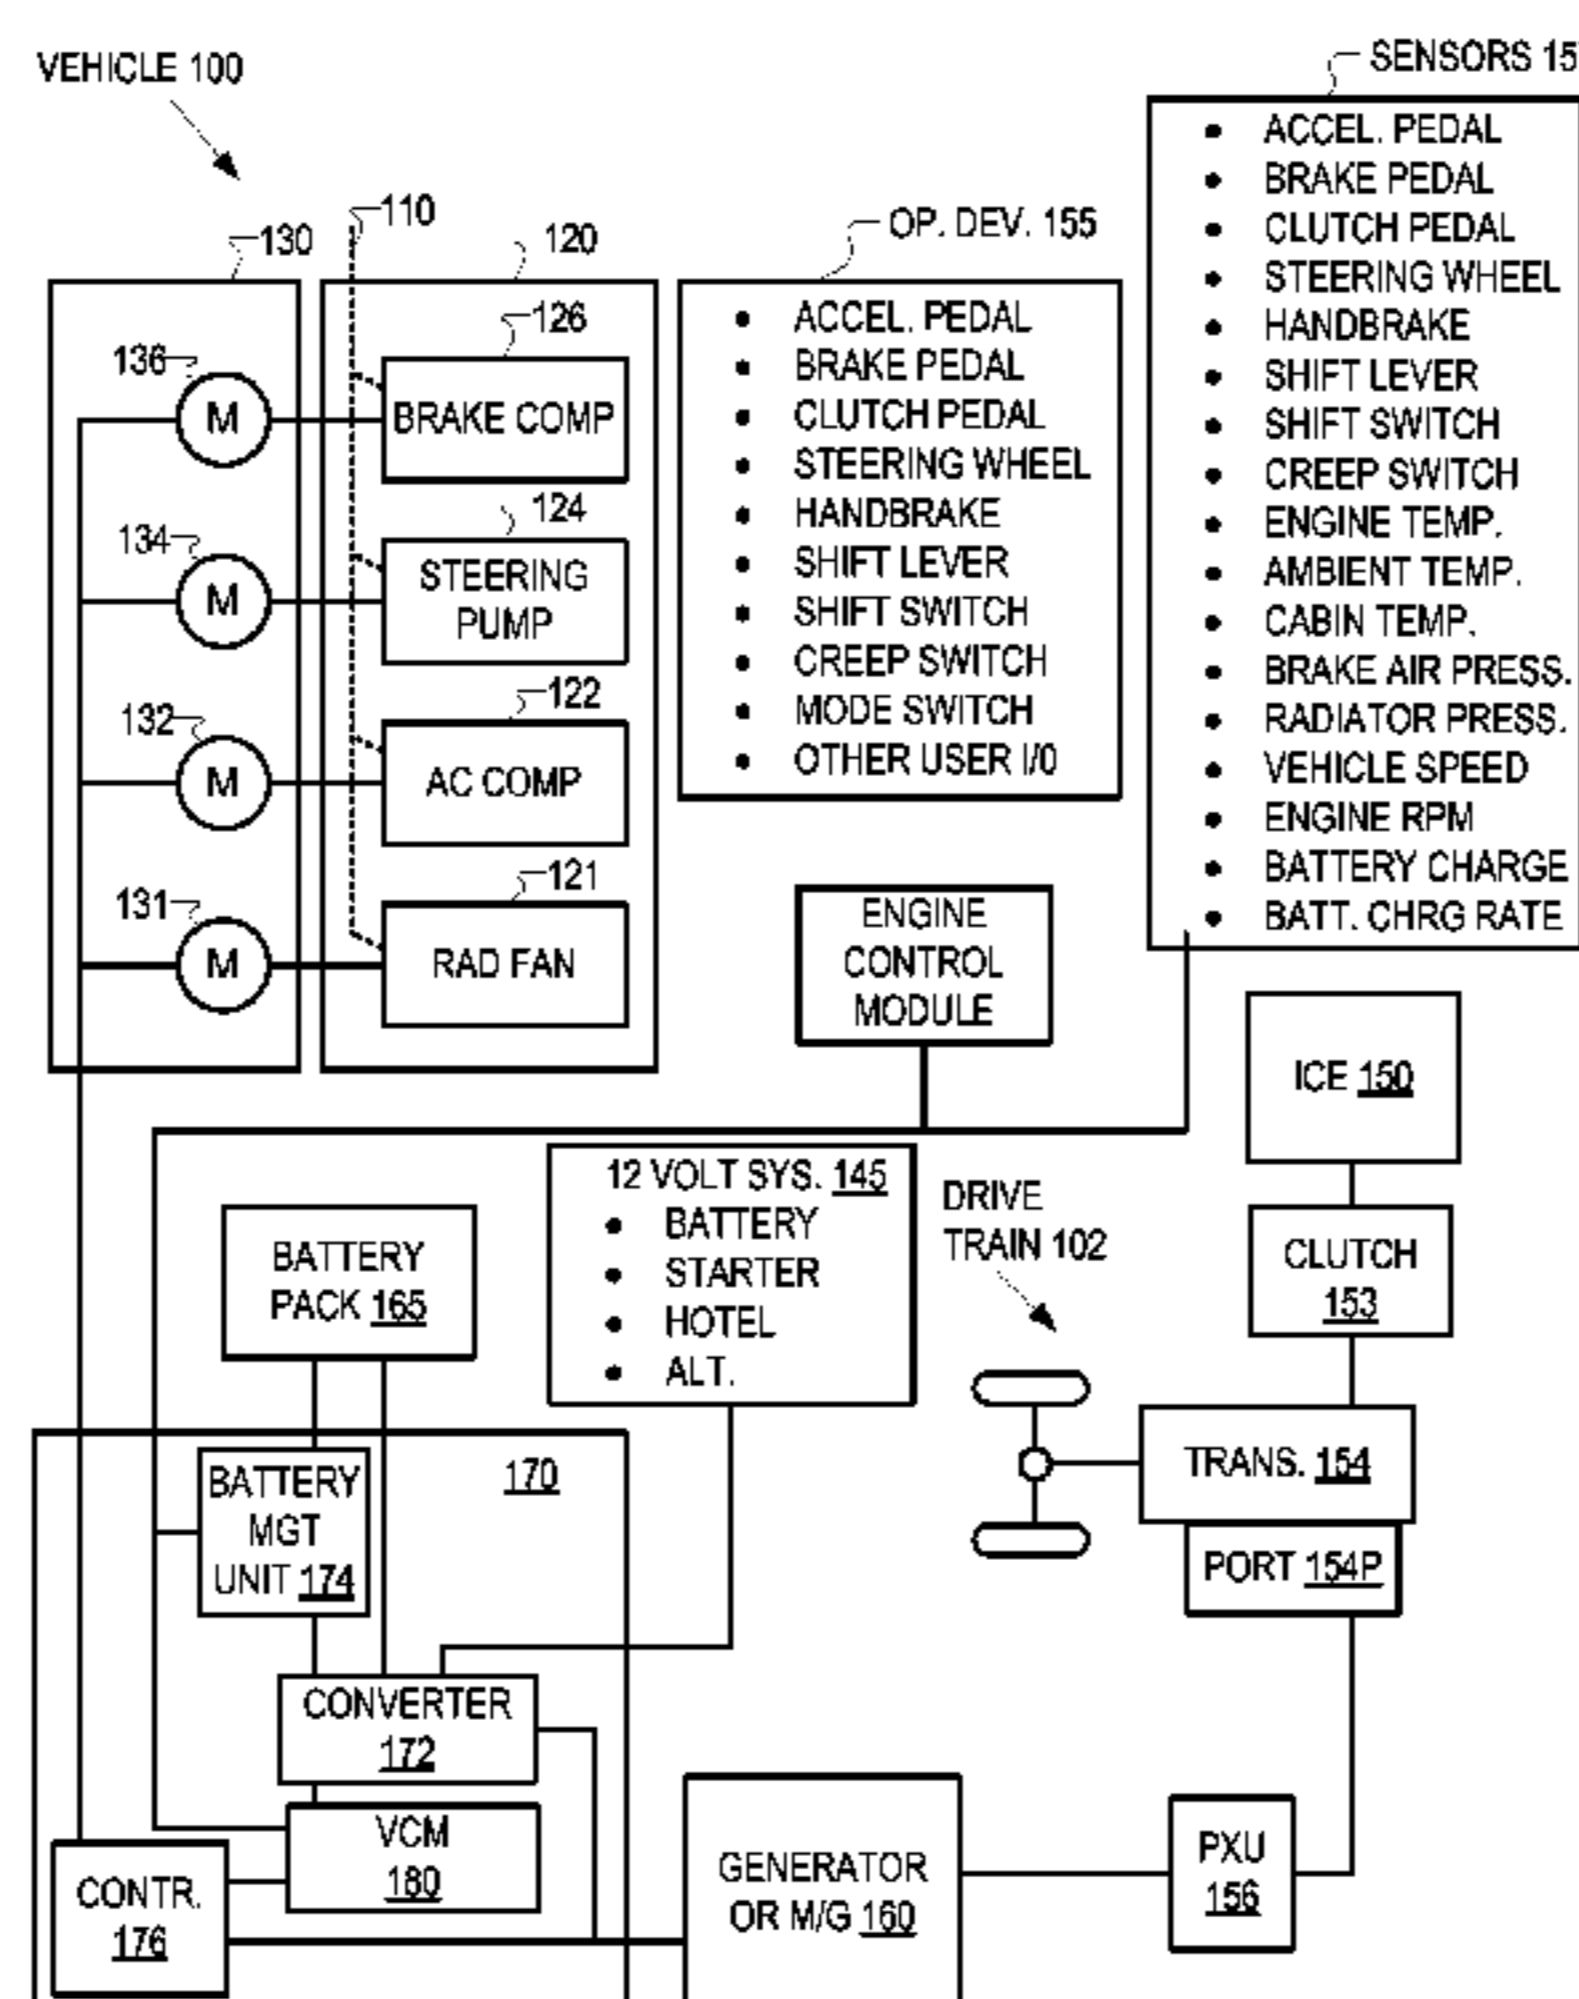 VEHICLE 100
130
110
120
136
M
126
BRAKE COMP
134
M
124
STEERING
PUMP
132
M
122
AC COMP
131
M
121
RAD FAN
OP. DEV. 155
• ACCEL. PEDAL
• BRAKE PEDAL
• CLUTCH PEDAL
• STEERING WHEEL
• HANDBRAKE
• SHIFT LEVER
• SHIFT SWITCH
• CREEP SWITCH
• MODE SWITCH
• OTHER USER I/0
SENSORS 15
• ACCEL. PEDAL
• BRAKE PEDAL
• CLUTCH PEDAL
• STEERING WHEEL
• HANDBRAKE
• SHIFT LEVER
• SHIFT SWITCH
• CREEP SWITCH
• ENGINE TEMP.
• AMBIENT TEMP.
• CABIN TEMP.
• BRAKE AIR PRESS.
• RADIATOR PRESS.
• VEHICLE SPEED
• ENGINE RPM
• BATTERY CHARGE
• BATT. CHRG RATE
ENGINE
CONTROL
MODULE
ICE 150
12 VOLT SYS. 145
• BATTERY
• STARTER
• HOTEL
• ALT.
DRIVE
TRAIN 102
CLUTCH
153
BATTERY
PACK 165
TRANS. 154
PORT 154P
170
BATTERY
MGT
UNIT 174
CONVERTER
172
VCM
180
CONTR.
176
GENERATOR
OR M/G 160
PXU
156